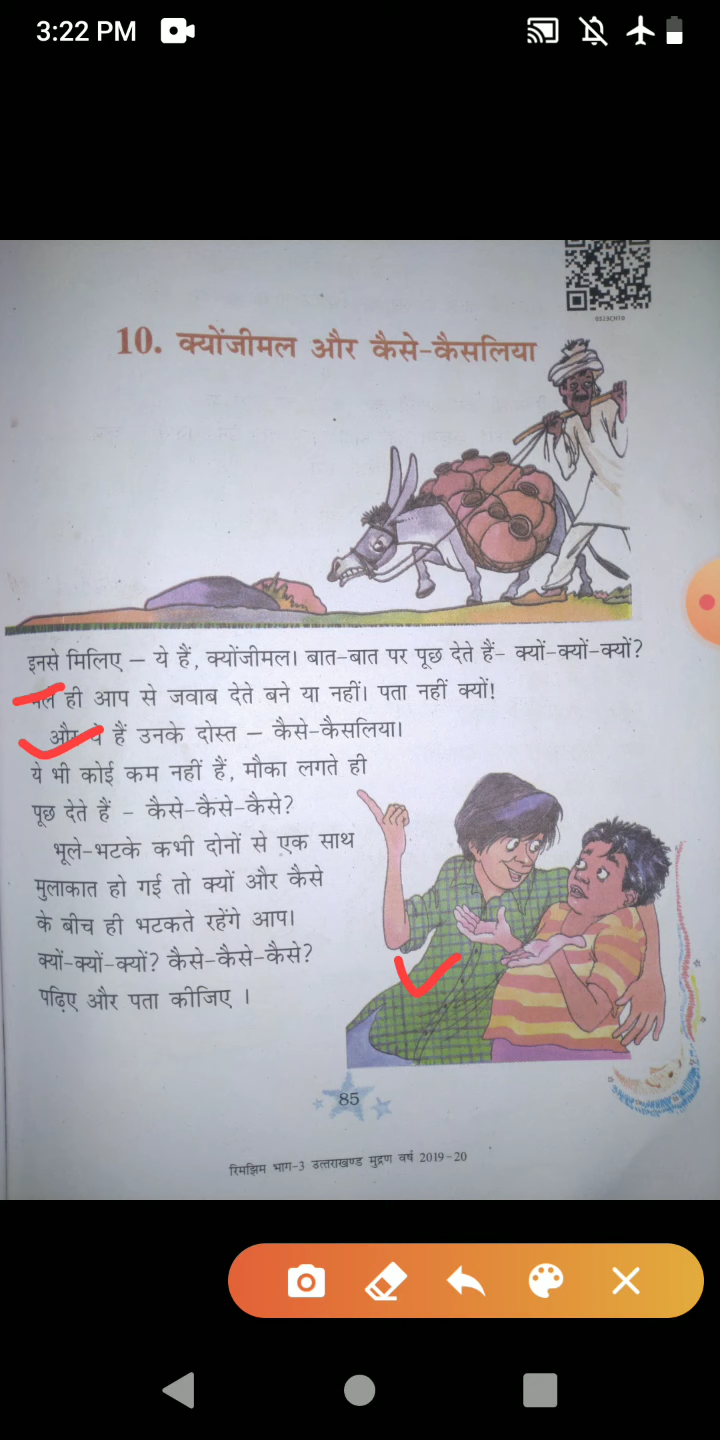 3:22 PM
0323CH10
10. क्योंजीमल और कैसे-कैसलिया
इनसे मिलिए – ये हैं, क्योंजीमल। बात-बात पर पूछ देते हैं- क्यों-क्यों-क्यों?
ही आप से जवाब देते बने या नहीं। पता नहीं क्यों!
और ये हैं उनके दोस्त – कैसे-कैसलिया।
ये भी कोई कम नहीं हैं, मौका लगते ही
पूछ देते हैं - कैसे-कैसे-कैसे?
भूले-भटके कभी दोनों से एक साथ
मुलाकात हो गई तो क्यों और कैसे
के बीच ही भटकते रहेंगे आप।
क्यों-क्यों-क्यों? कैसे-कैसे-कैसे?
पढ़िए और पता कीजिए ।
85
रिमझिम भाग-3 उत्तराखण्ड मुद्रण वर्ष 2019-20